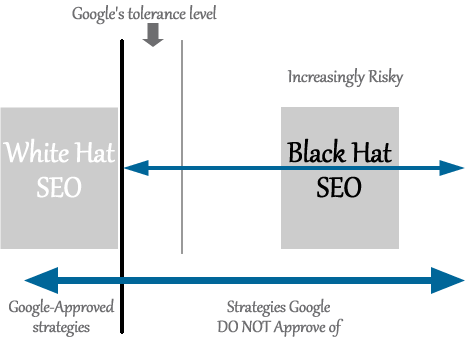 Google's tolerance level
Increasingly Risky
White Hat
SEO
Black Hat
SEO
Google-Approved
strategies
Strategies Google
DO NOT Approve of